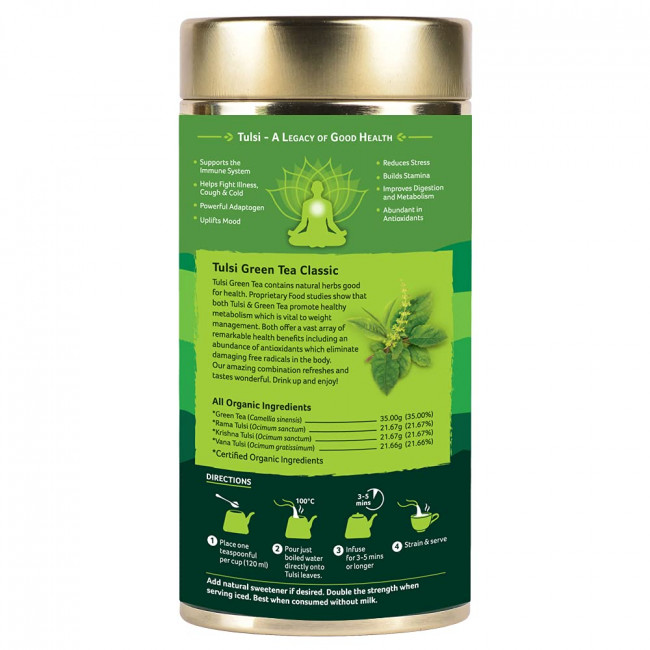 Tulsi – A Legacy of Good Health
• Supports the
Immune System
• Helps Fight Illness,
Cough & Cold
• Powerful Adaptogen
• Uplifts Mood
• Reduces Stress
• Builds Stamina
• Improves Digestion
and Metabolism
• Abundant in
Antioxidants
Tulsi Green Tea Classic
Tulsi Green Tea contains natural herbs good
for health. Proprietary Food studies show that
both Tulsi & Green Tea promote healthy
metabolism which is vital to weight
management. Both offer a vast array of
remarkable health benefits including an
abundance of antioxidants which eliminate
damaging free radicals in the body.
Our amazing combination refreshes and
tastes wonderful. Drink up and enjoy!
All Organic Ingredients
*Green Tea (Camellia sinensis) 35.00g (35.00%)
*Rama Tulsi (Ocimum sanctum) 21.67g (21.67%)
*Krishna Tulsi (Ocimum sanctum) 21.67g (21.67%)
*Vana Tulsi (Ocimum gratissimum) 21.66g (21.66%)
*Certified Organic Ingredients
DIRECTIONS
100°C
3-5
mins
1 Place one
teaspoonful
per cup (120 ml)
2 Pour just
boiled water
directly onto
Tulsi leaves.
3 Infuse
for 3-5 mins
or longer
4 Strain & serve
Add natural sweetener if desired. Double the strength when
serving iced. Best when consumed without milk.